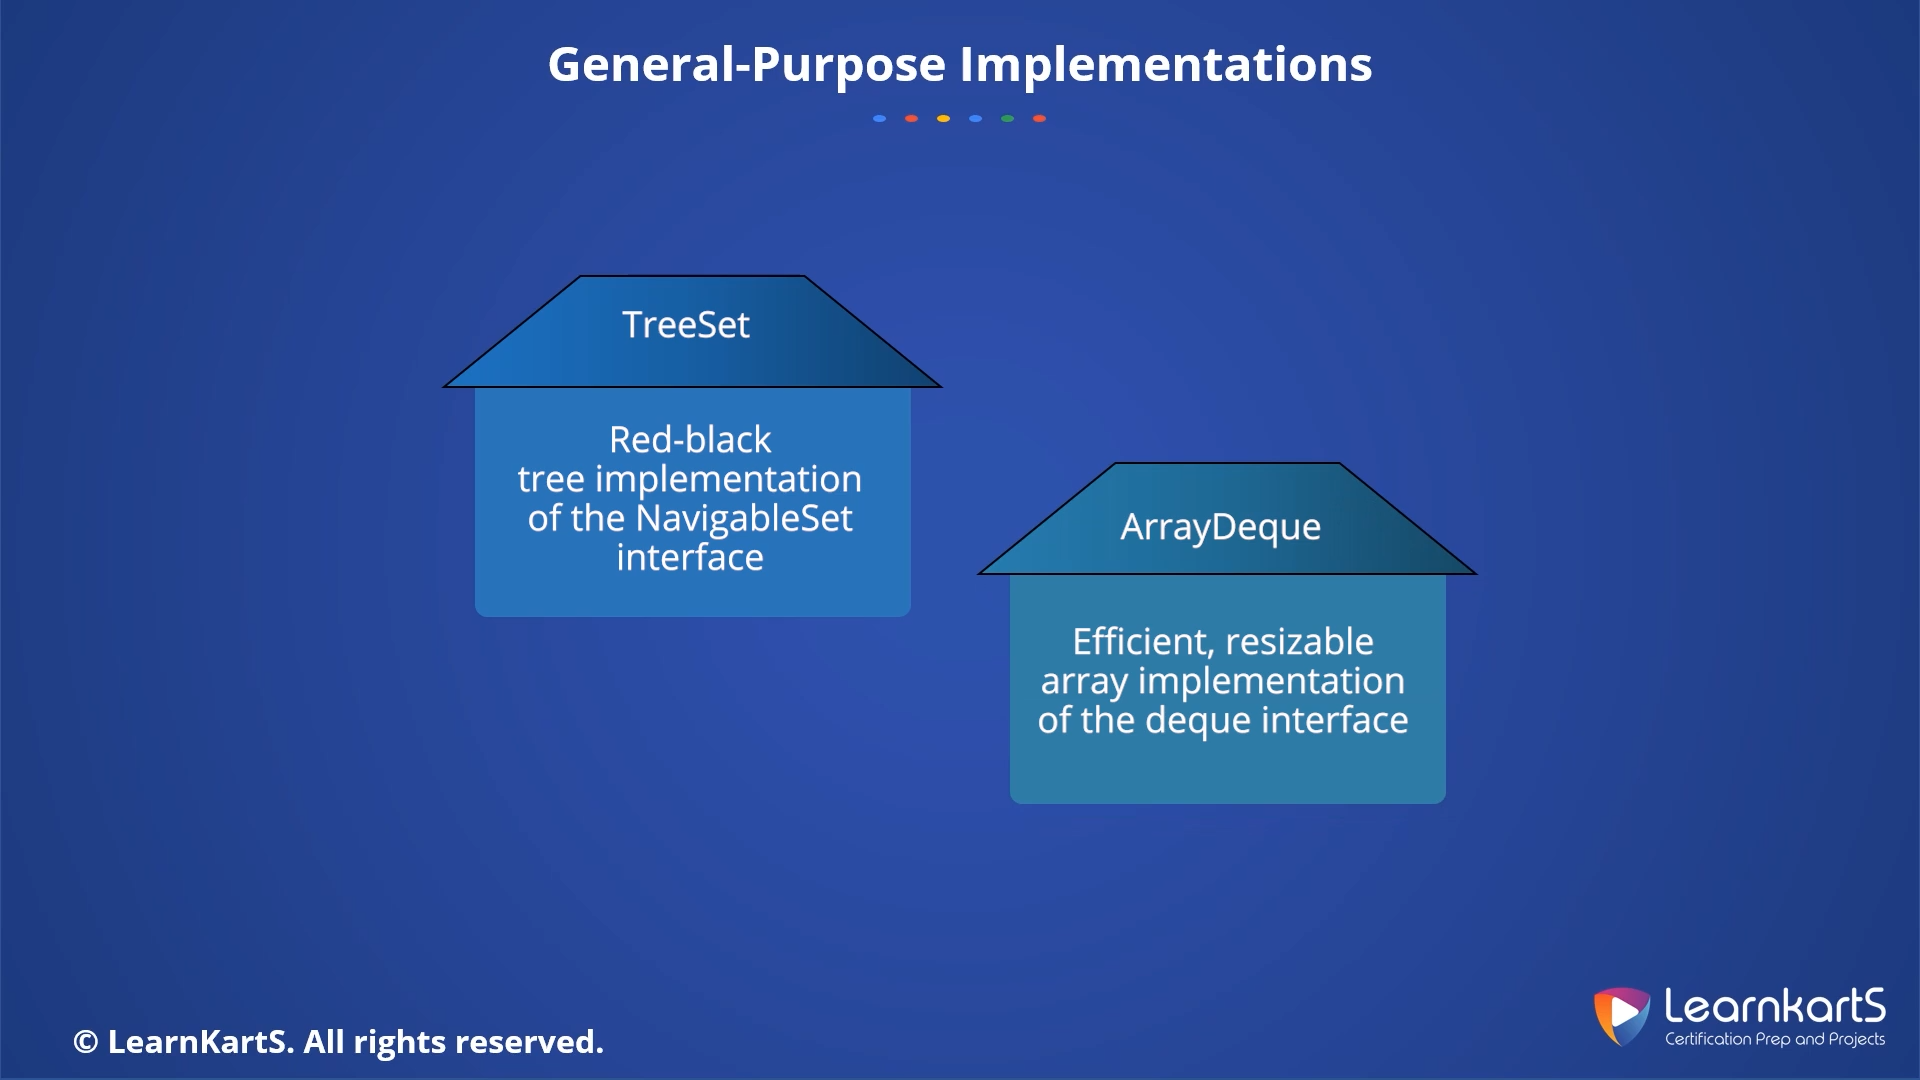 General-Purpose Implementations
TreeSet
Red-black
tree implementation
of the NavigableSet
interface
ArrayDeque
Efficient, resizable
array implementation
of the deque interface
© LearnKartS. All rights reserved.
LearnkartS
Certification Prep and Projects